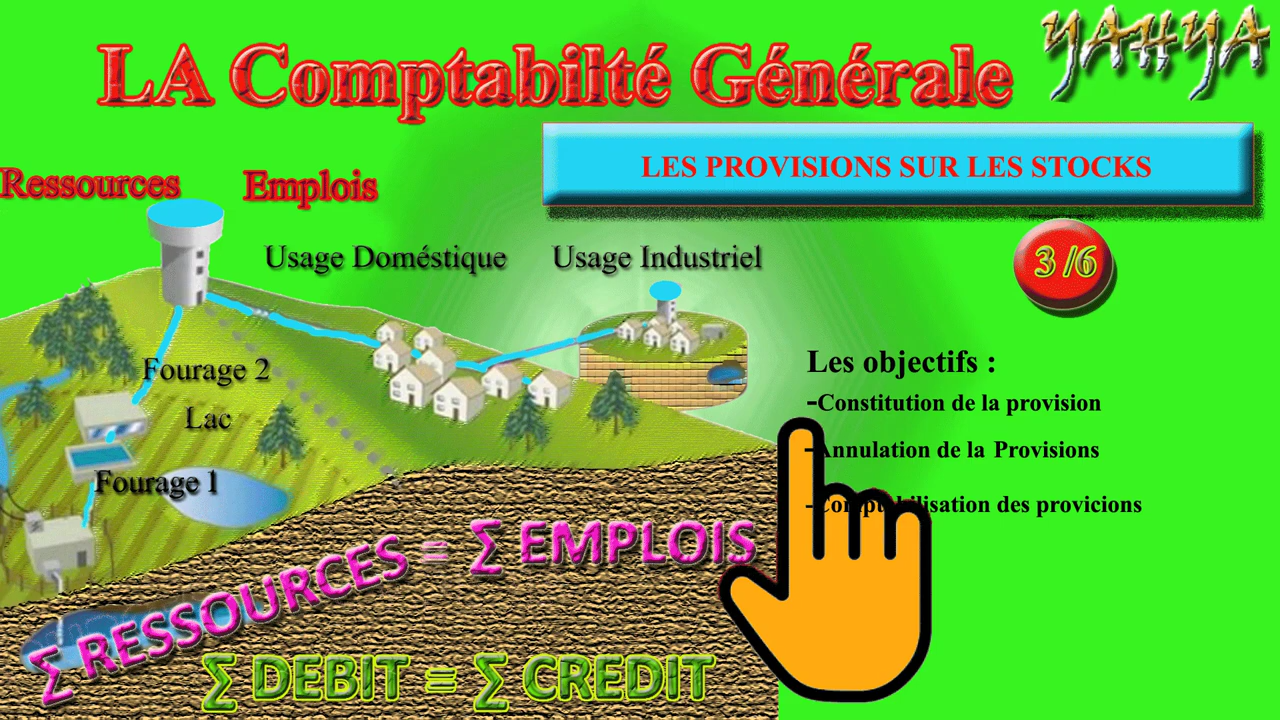 YAHYA
LA Comptabilté Générale
LES PROVISIONS SUR LES STOCKS
Ressources Emplois
Usage Doméstique Usage Industriel
3 /6
Fourage 2
Lac
Fourage 1
Les objectifs :
-Constitution de la provision
-Annulation de la Provisions
-Comptabilisation des provicions
∑ RESSOURCES = ∑ EMPLOIS
∑ DEBIT = ∑ CREDIT